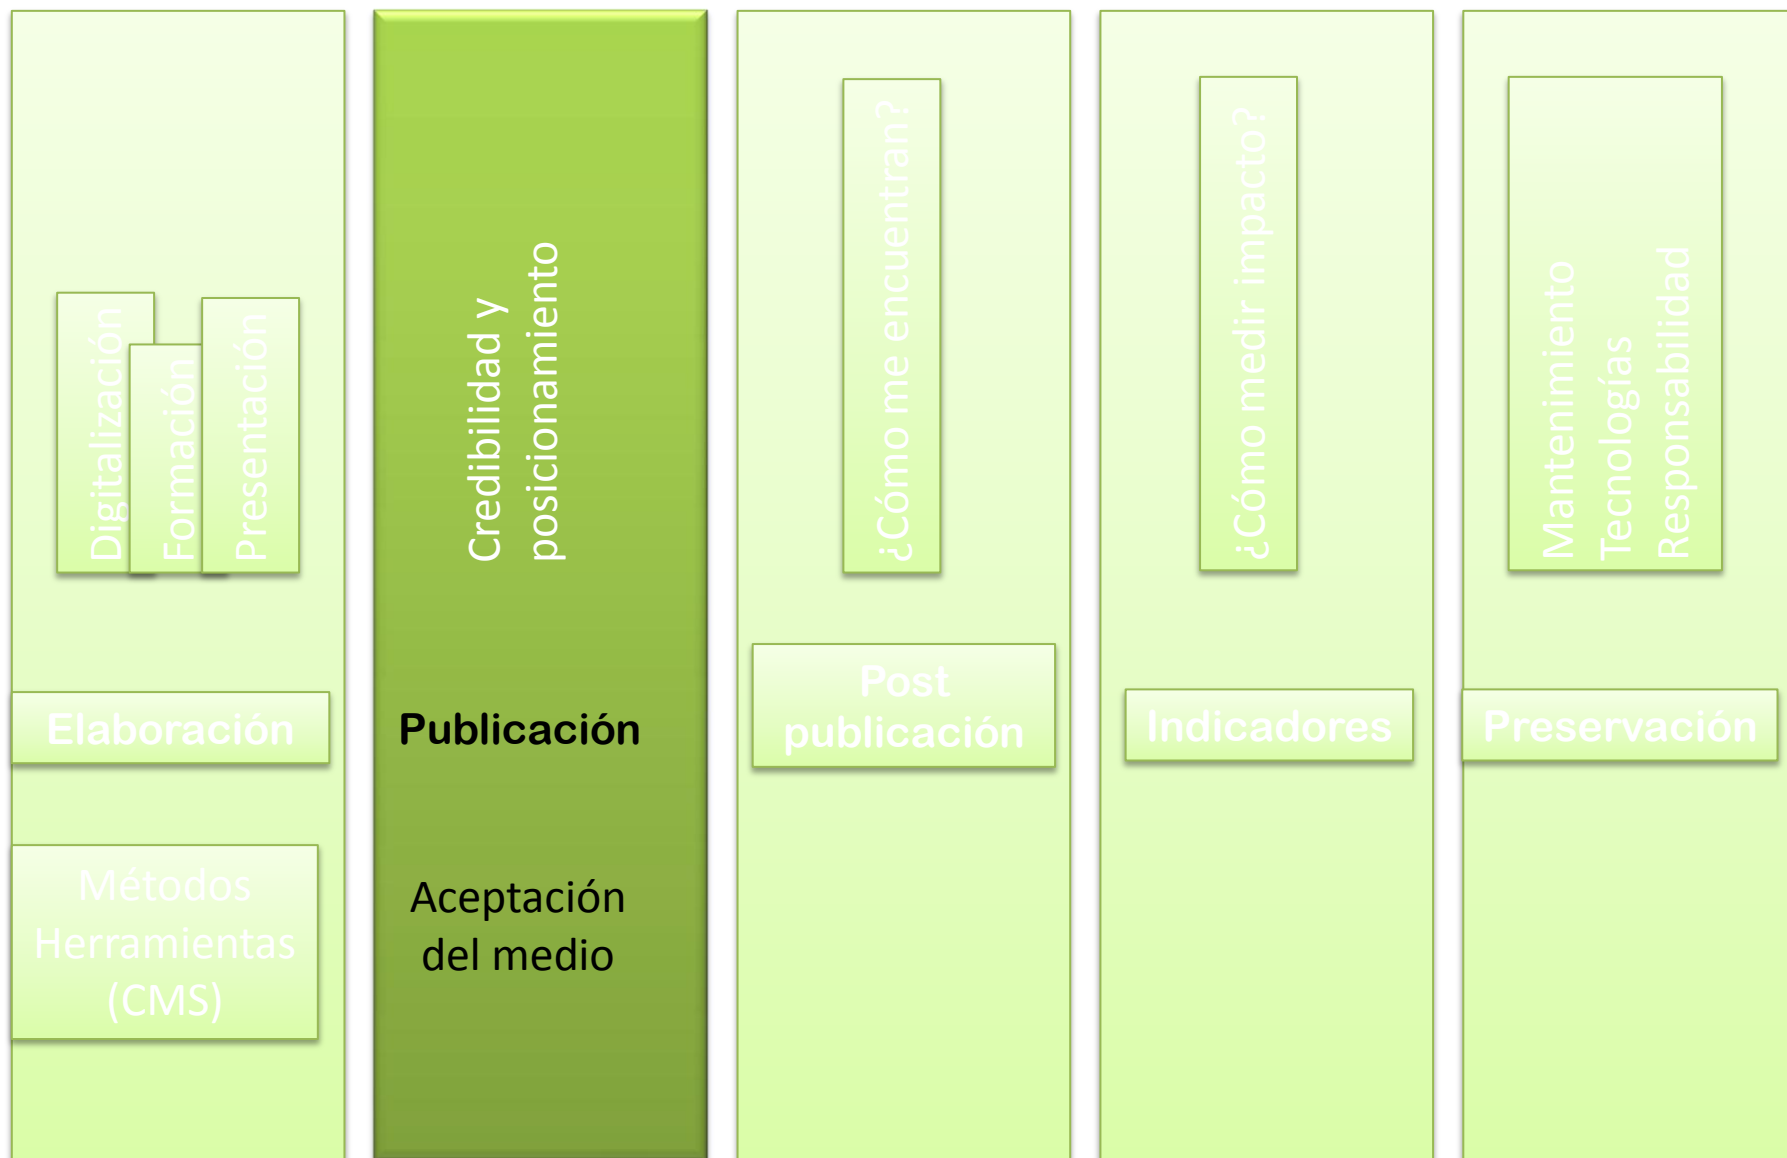 Digitalización
Formación
Presentación
Elaboración
Métodos
Herramientas
(CMS)
Credibilidad y
posicionamiento
Publicación
Aceptación
del medio
¿Cómo me encuentran?
Post
publicación
¿Cómo medir impacto?
Indicadores
Mantenimiento
Tecnologías
Responsabilidad
Preservación